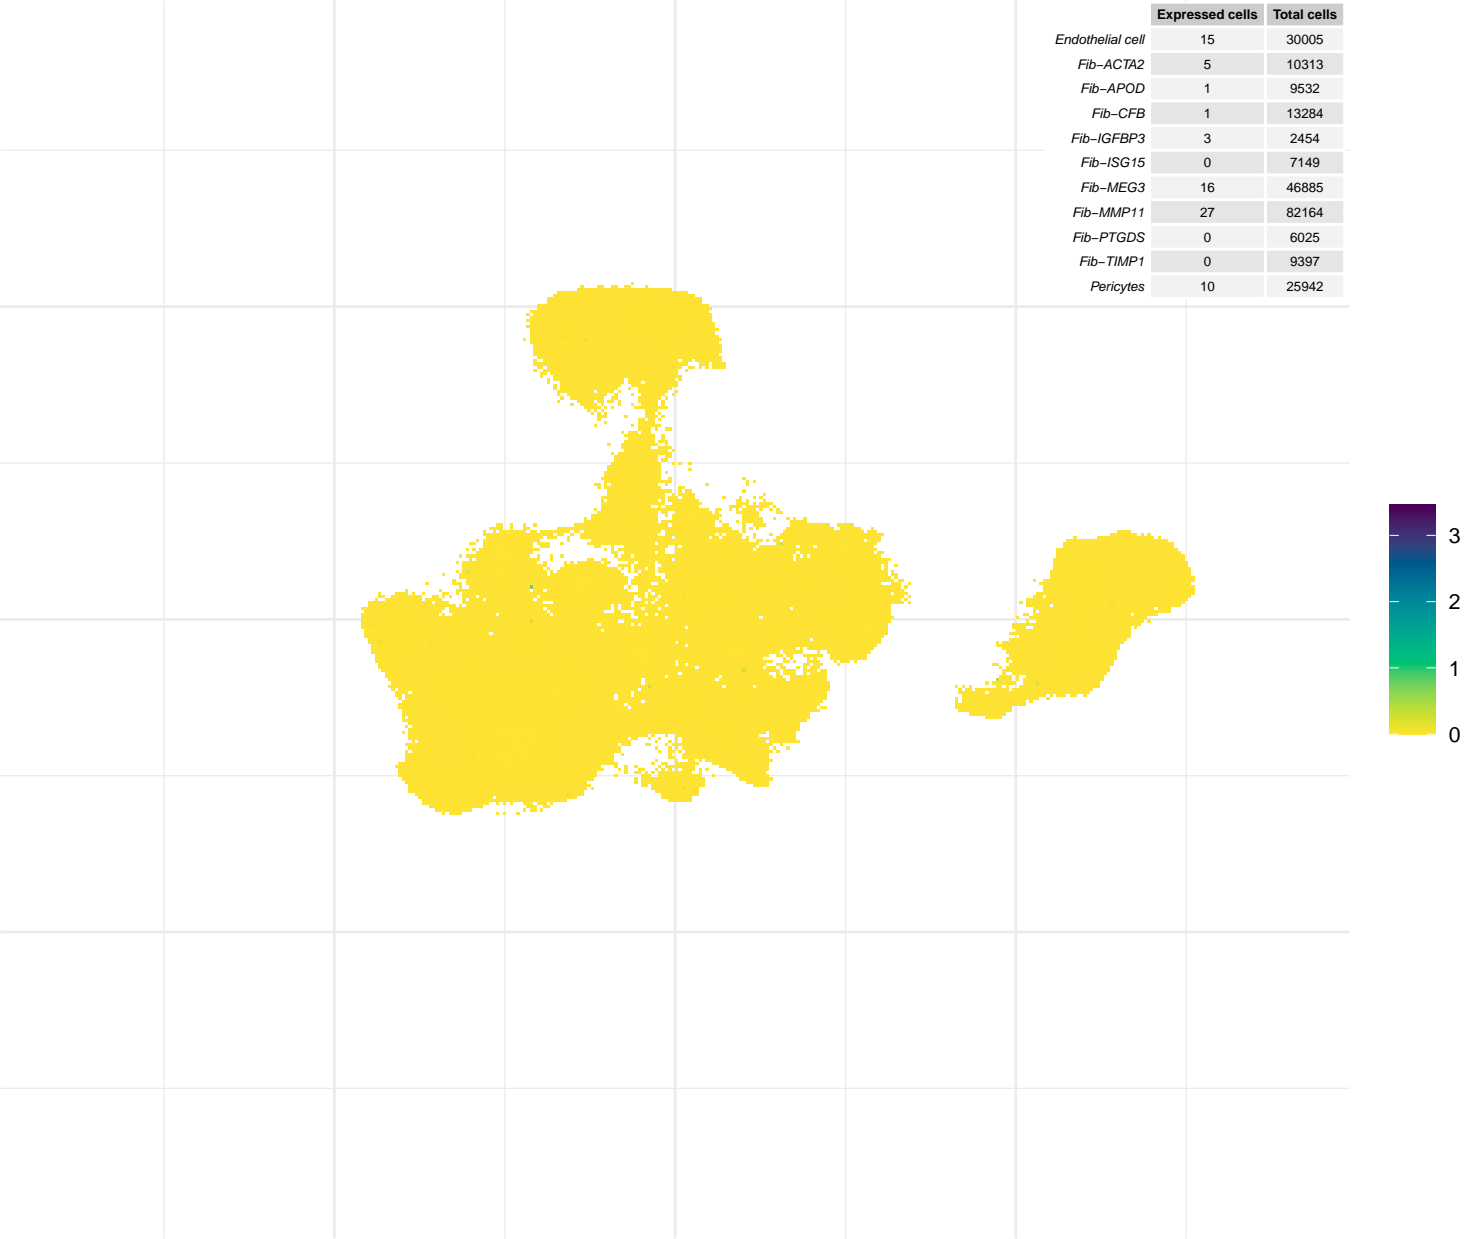 Expressed cells Total cells
Endothelial cell 15 30005
Fib−ACTA2 5 10313
Fib−APOD 1 9532
Fib−CFB 1 13284
Fib−IGFBP3 3 2454
Fib−ISG15 0 7149
Fib−MEG3 16 46885
Fib−MMP11 27 82164
Fib−PTGDS 0 6025
Fib−TIMP1 0 9397
Pericytes 10 25942
3
2
1
0